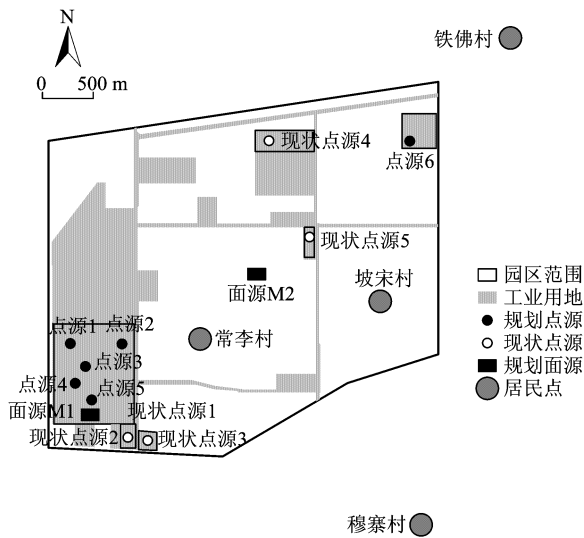 N
0 500 m
铁佛村
现状点源4
点源6
现状点源5
坡宋村
面源M2
常李村
点源1
点源2
点源3
点源4
点源5
面源M1
现状点源1
现状点源2
现状点源3
穆寨村
园区范围
工业用地
规划点源
现状点源
规划面源
居民点